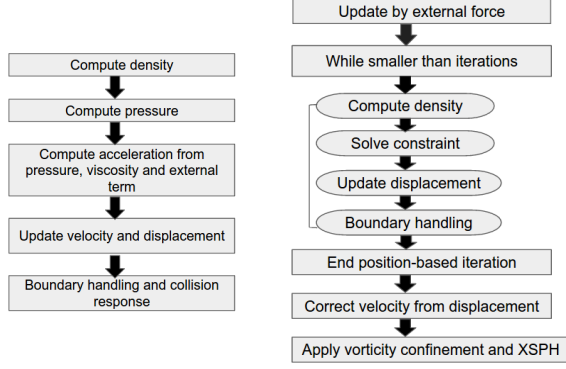 Compute density
Compute pressure
Compute acceleration from
pressure, viscosity and external
term
Update velocity and displacement
Boundary handling and collision
response
Update by external force
While smaller than iterations
Compute density
Solve constraint
Update displacement
Boundary handling
End position-based iteration
Correct velocity from displacement
Apply vorticity confinement and XSPH